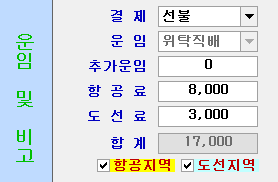 운임 및 비고
결 제 선불
운 임 위탁직배
추가운임 0
항 공 료 8,000
도 선 료 3,000
합 계 17,000
항공지역 도선지역